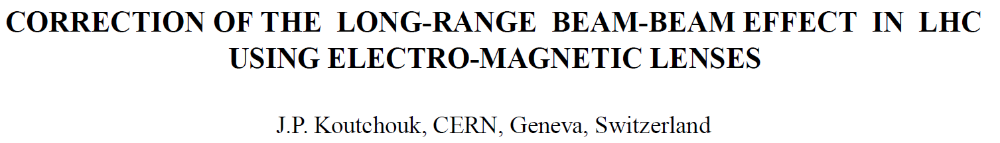 CORRECTION OF THE LONG-RANGE BEAM-BEAM EFFECT IN LHC
USING ELECTRO-MAGNETIC LENSES
J.P. Koutchouk, CERN, Geneva, Switzerland